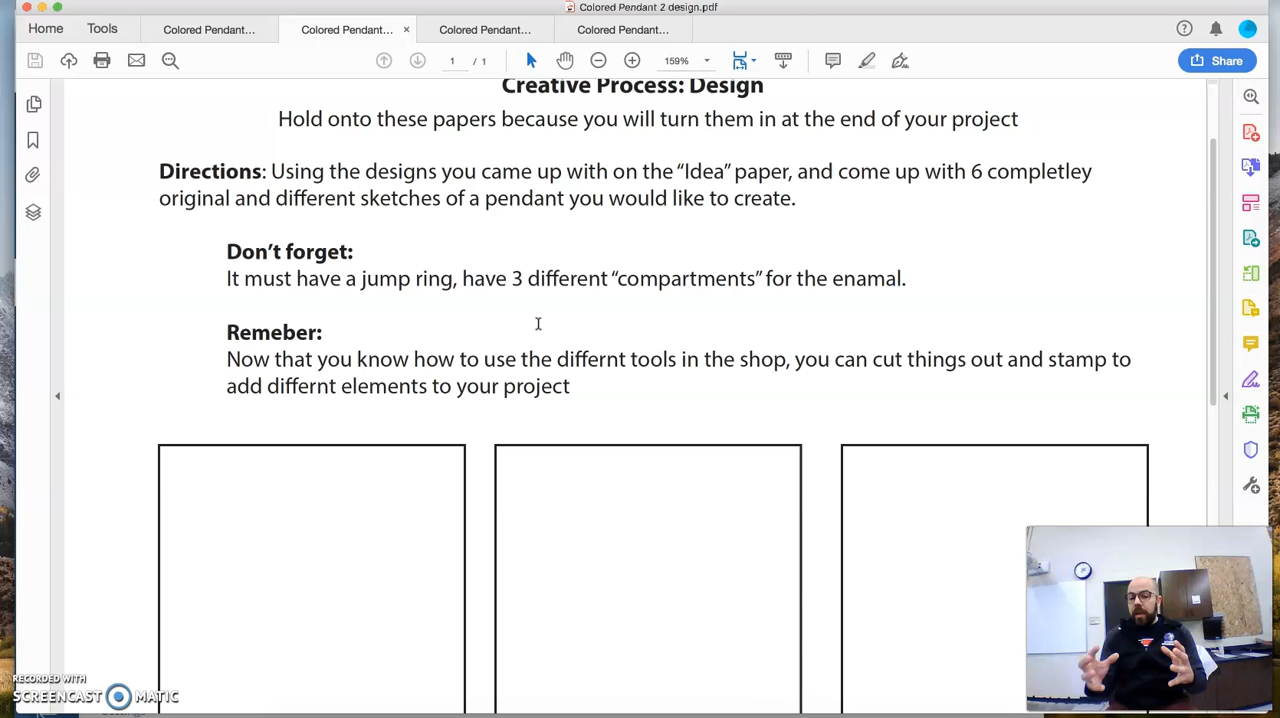 Colored Pendant 2 design.pdf
Home Tools Colored Pendant... Colored Pendant... × Colored Pendant... Colored Pendant...
1 / 1 159% Share
Creative Process: Design
Hold onto these papers because you will turn them in at the end of your project
Directions: Using the designs you came up with on the “Idea” paper, and come up with 6 completley
original and different sketches of a pendant you would like to create.
Don’t forget:
It must have a jump ring, have 3 different “compartments” for the enamal.
Remeber:
Now that you know how to use the differnt tools in the shop, you can cut things out and stamp to
add differnt elements to your project
RECORDED WITH
SCREENCAST MATIC